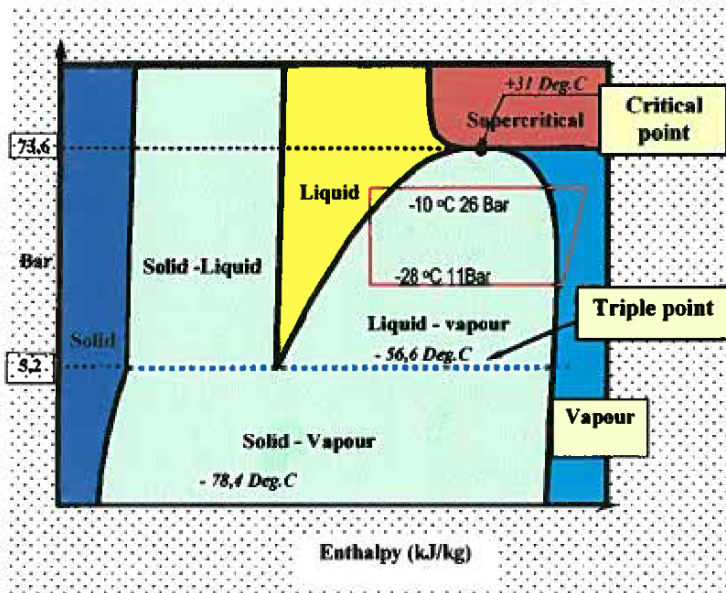 +31 Deg.C
Critical
point
Supercritical
73,6
Liquid
-10 ºC 26 Bar
Bar
Solid -Liquid
-28 ºC 11Bar
Triple point
Liquid - vapour
Solid
- 56,6 Deg.C
5,2
Vapour
Solid - Vapour
- 78,4 Deg.C
Enthalpy (kJ/kg)